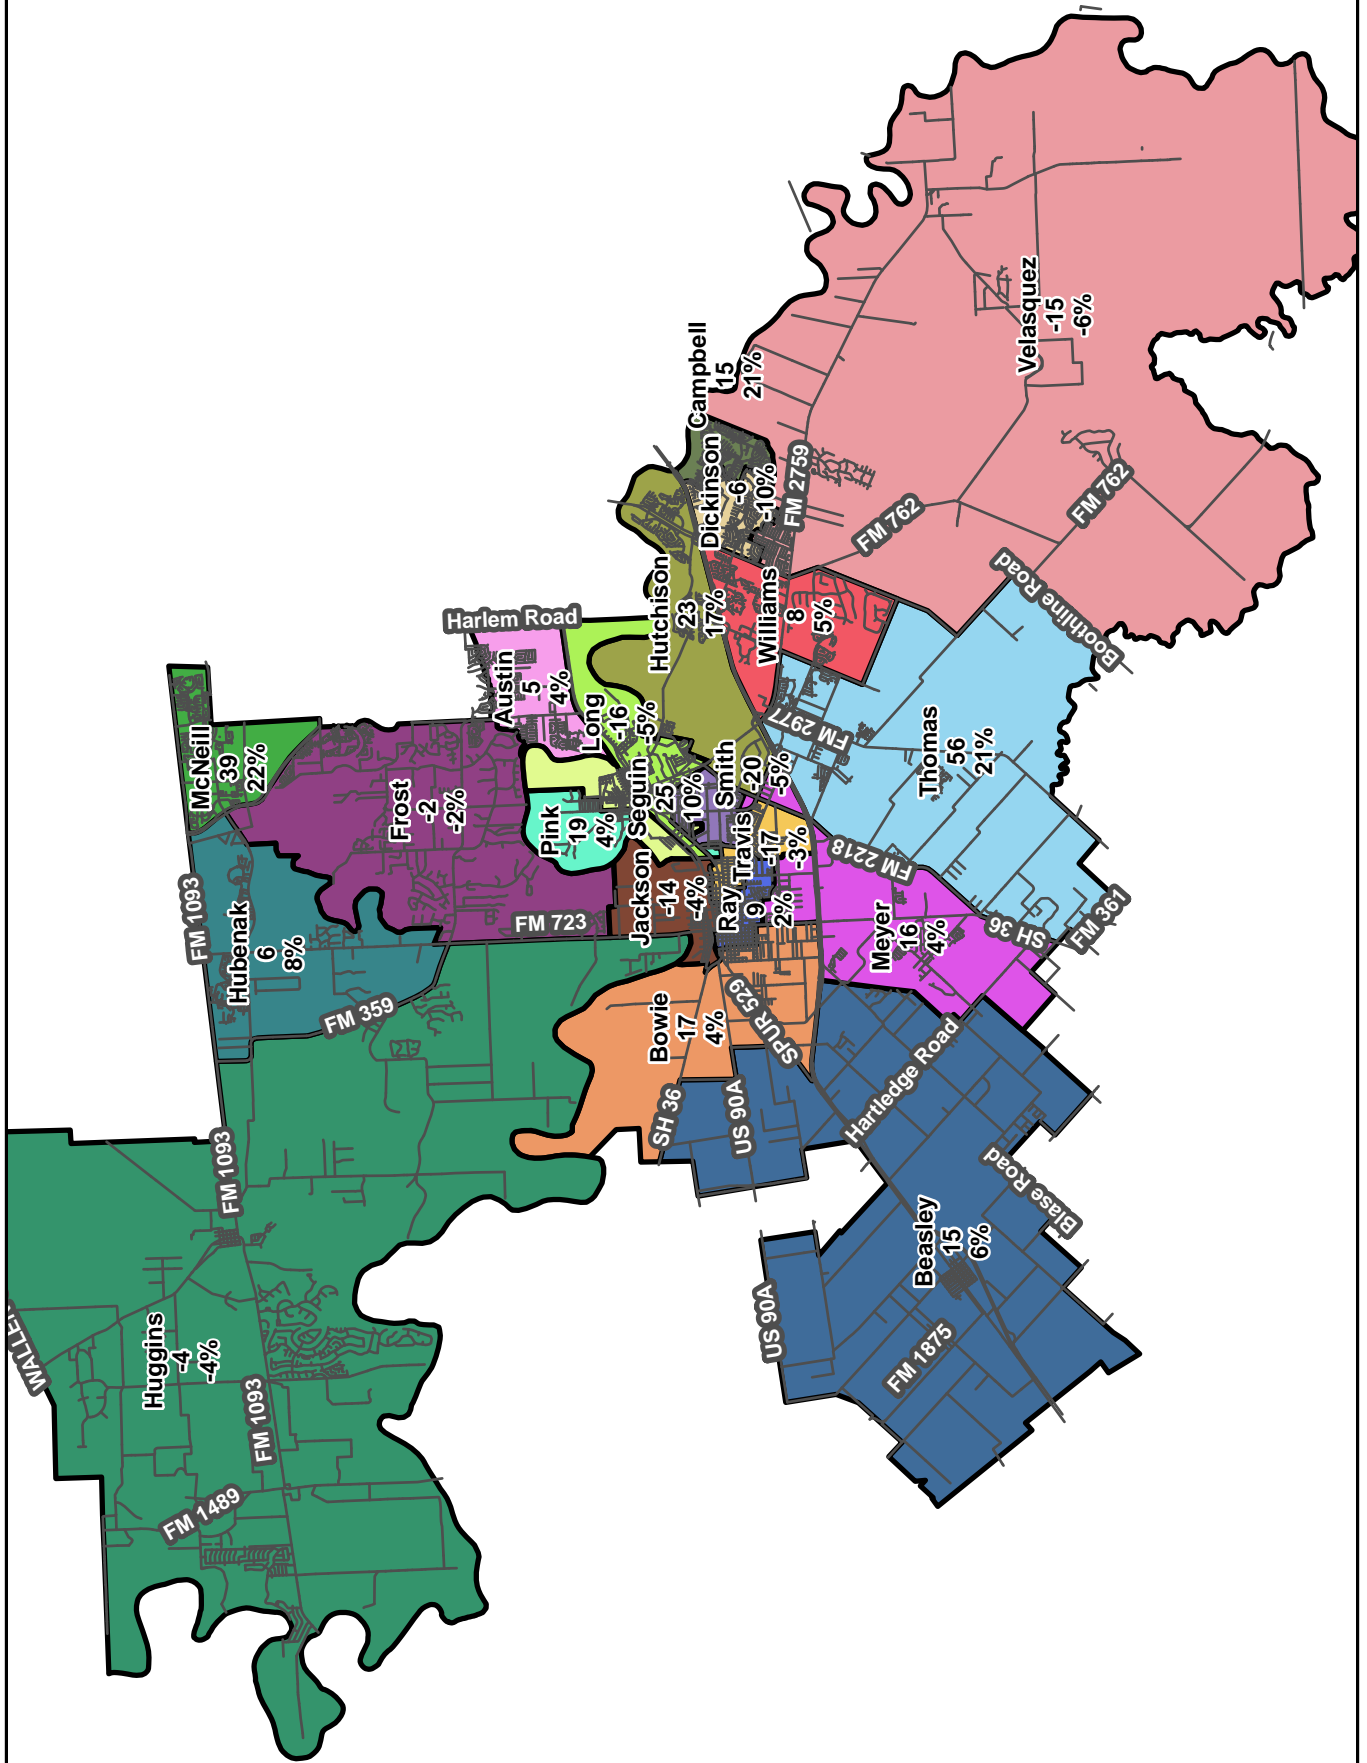 WALLE
Huggins
-4
-4%
FM 1489
FM 1093
FM 1093
FM 1093
Hubenak
6
8%
FM 359
McNeill
39
22%
Frost
-2
-2%
FM 723
Harlem Road
Austin
5
4%
Long
-16
-5%
Pink
19
4%
Seguin
25
10%
Jackson
-14
-4%
Smith
-20
-5%
Travis
-17
-3%
Ray
9
2%
Bowie
17
4%
SH 36
US 90A
SPUR 529
Hutchison
23
17%
Dickinson
-6
-10%
Campbell
15
21%
Williams
8
5%
FM 2759
FM 762
FM 762
Velasquez
-15
-6%
Boothline Road
FM 2977
Thomas
56
21%
FM 2218
Meyer
16
4%
SH 36
FM 361
Hartledge Road
Blase Road
Beasley
15
6%
US 90A
FM 1875